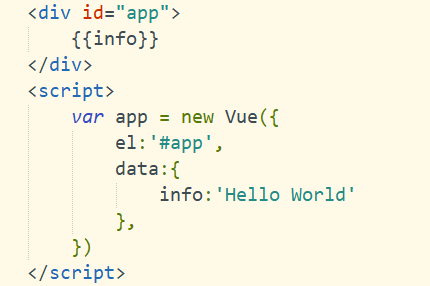 <div id="app">
    {{info}}
</div>
<script>
    var app = new Vue({
        el:'#app',
        data:{
            info:'Hello World'
        },
    })
</script>